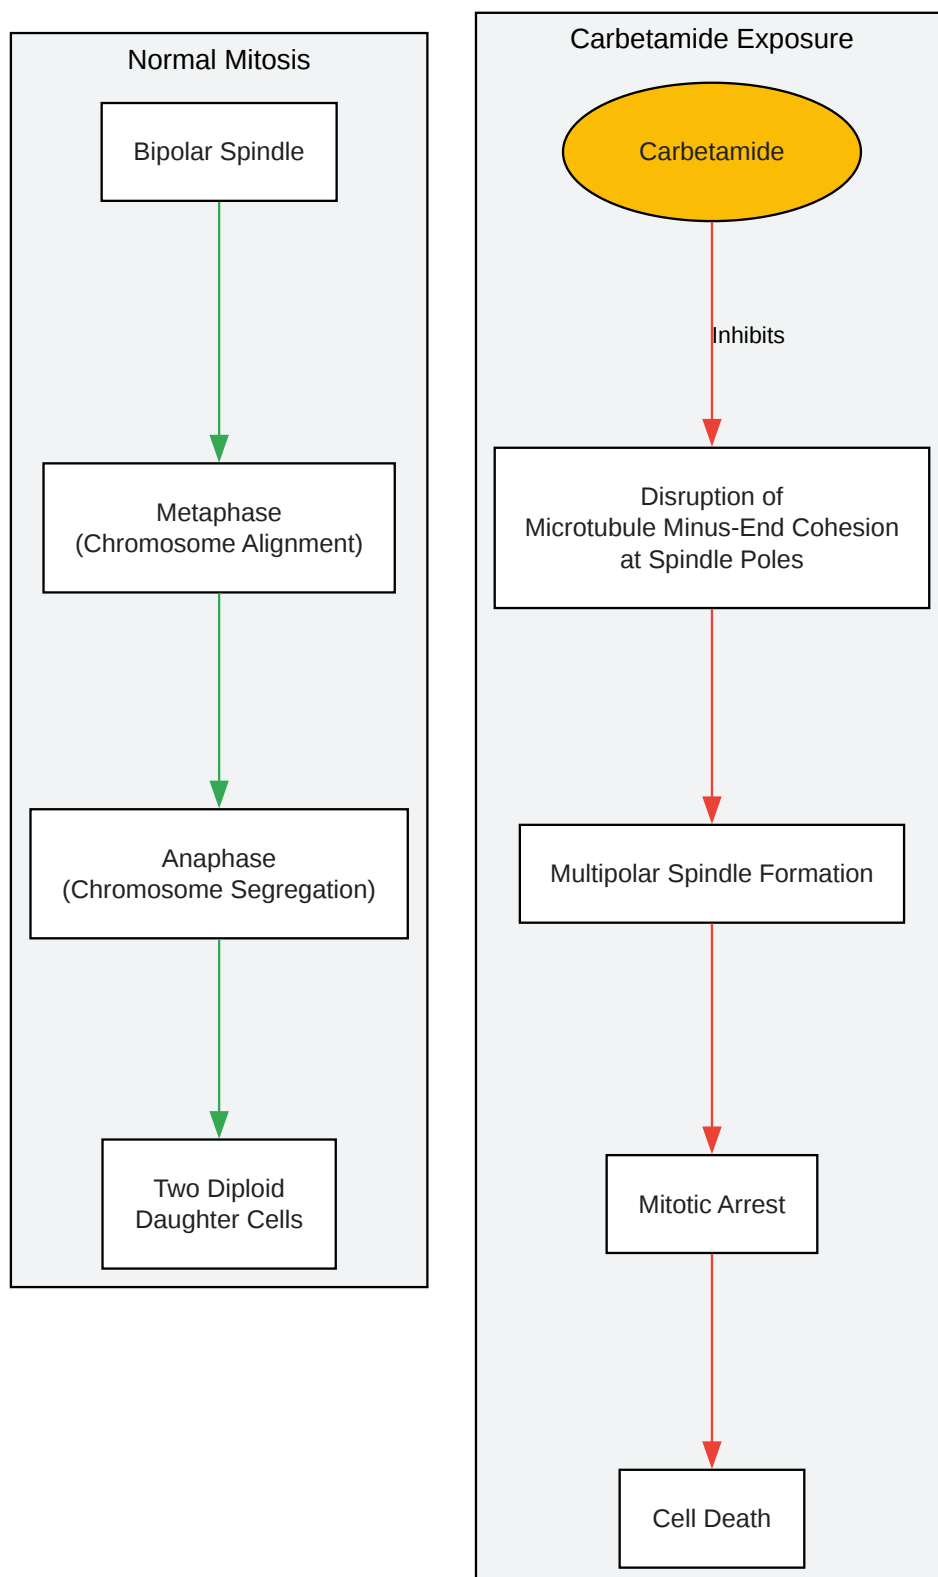 Normal Mitosis
Bipolar Spindle
Metaphase
(Chromosome Alignment)
Anaphase
(Chromosome Segregation)
Two Diploid
Daughter Cells
Carbetamide Exposure
Carbetamide
Inhibits
Disruption of
Microtubule Minus-End Cohesion
at Spindle Poles
Multipolar Spindle Formation
Mitotic Arrest
Cell Death